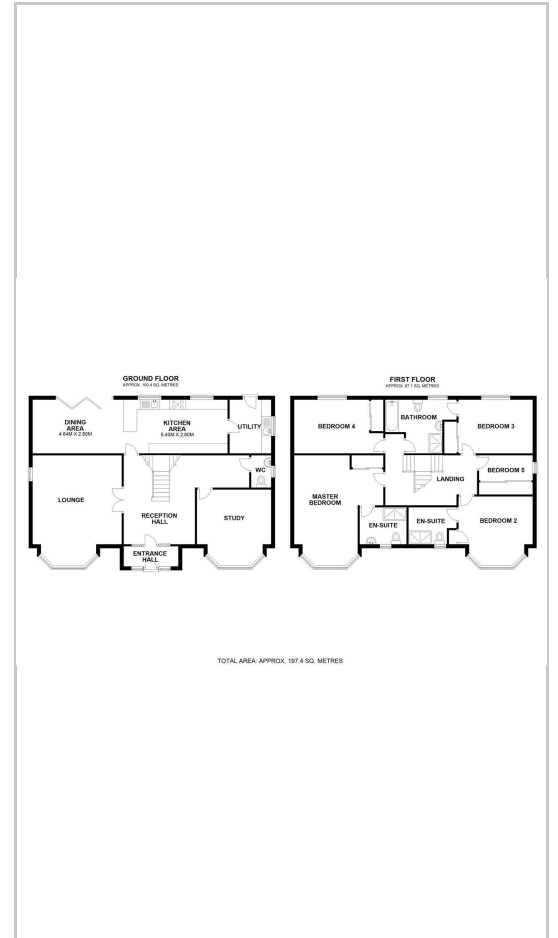 GROUND FLOOR
APPROX. 100.4 SQ. METRES
DINING
AREA
4.64M X 2.80M
KITCHEN
AREA
5.40M X 2.80M
UTILITY
WC
LOUNGE
RECEPTION
HALL
STUDY
ENTRANCE
HALL
FIRST FLOOR
APPROX. 97.1 SQ. METRES
BEDROOM 4
BATHROOM
BEDROOM 3
BEDROOM 5
LANDING
MASTER
BEDROOM
EN-SUITE
EN-SUITE
BEDROOM 2
TOTAL AREA: APPROX. 197.4 SQ. METRES